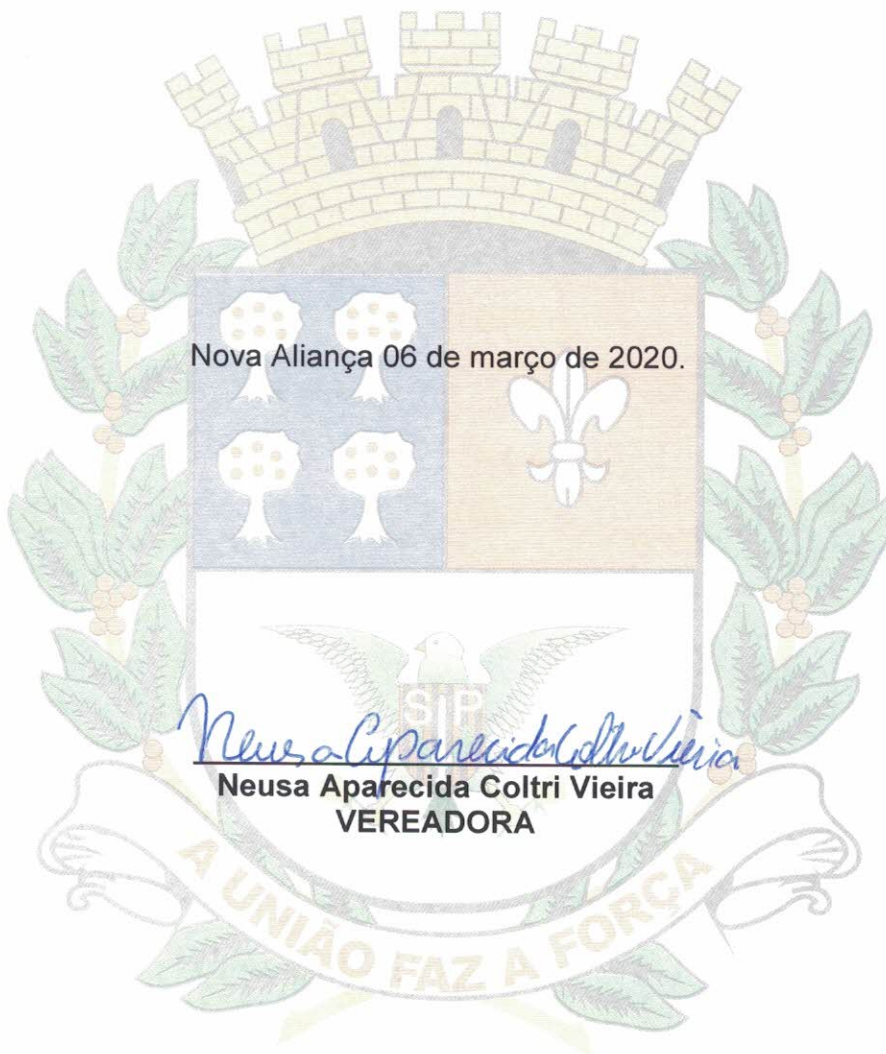 Nova Aliança 06 de março de 2020.
SP
Neusa Aparecida Coltri Vieira
Neusa Aparecida Coltri Vieira
VEREADORA
A UNIÃO FAZ A FORÇA